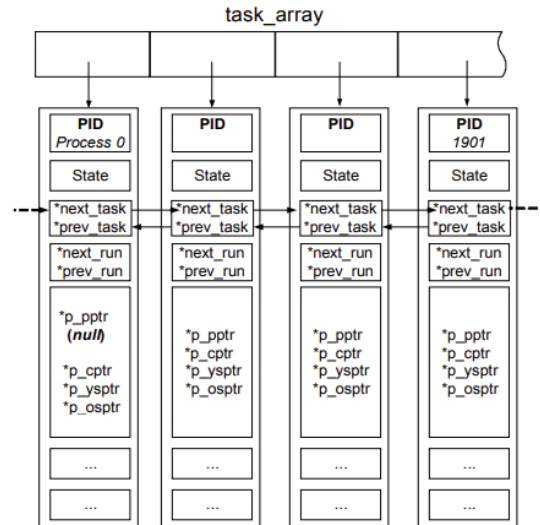 task_array
PID PID PID PID
Process 0 1901
State State State State
*next_task *next_task *next_task *next_task
*prev_task *prev_task *prev_task *prev_task
*next_run *next_run *next_run *next_run
*prev_run *prev_run *prev_run *prev_run
*p_pptr
(null) *p_pptr *p_pptr *p_pptr
*p_cptr *p_cptr *p_cptr
*p_cptr *p_ysptr *p_ysptr *p_ysptr
*p_ysptr *p_osptr *p_osptr *p_osptr
*p_osptr
... ... ... ...
... ... ... ...